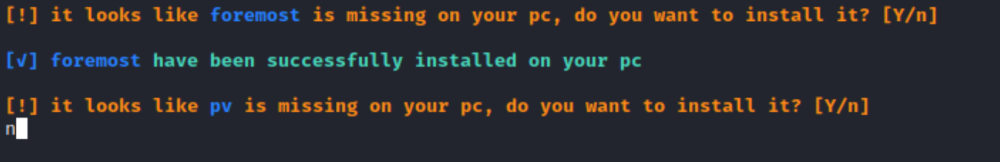 [!] it looks like foremost is missing on your pc, do you want to install it? [Y/n]
[√] foremost have been successfully installed on your pc
[!] it looks like pv is missing on your pc, do you want to install it? [Y/n]
n